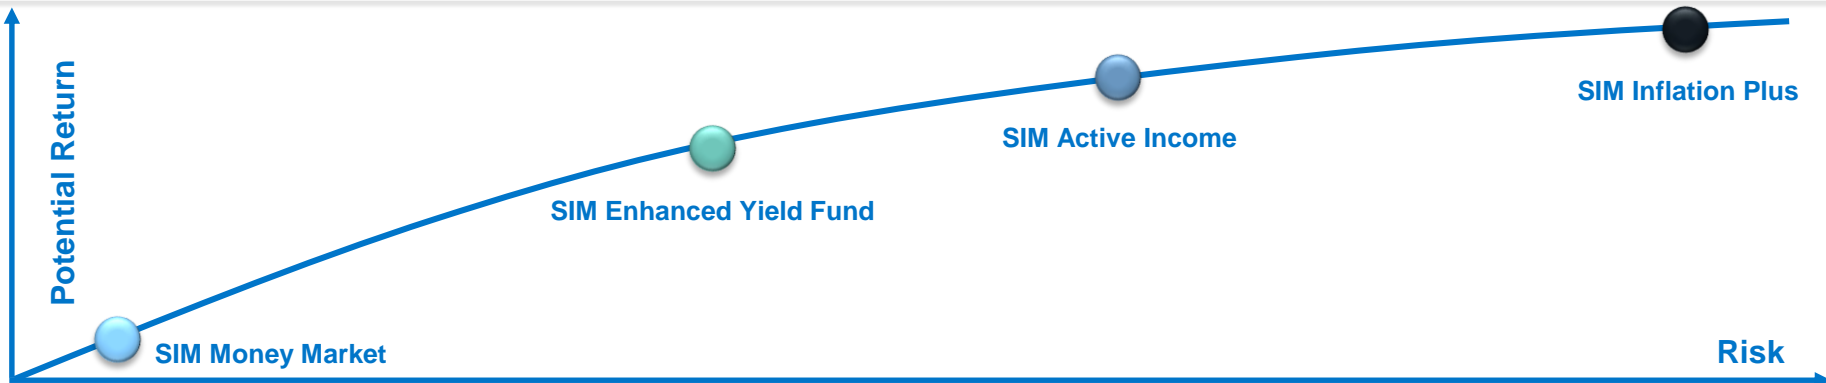 Potential Return
SIM Inflation Plus
SIM Active Income
SIM Enhanced Yield Fund
SIM Money Market
Risk